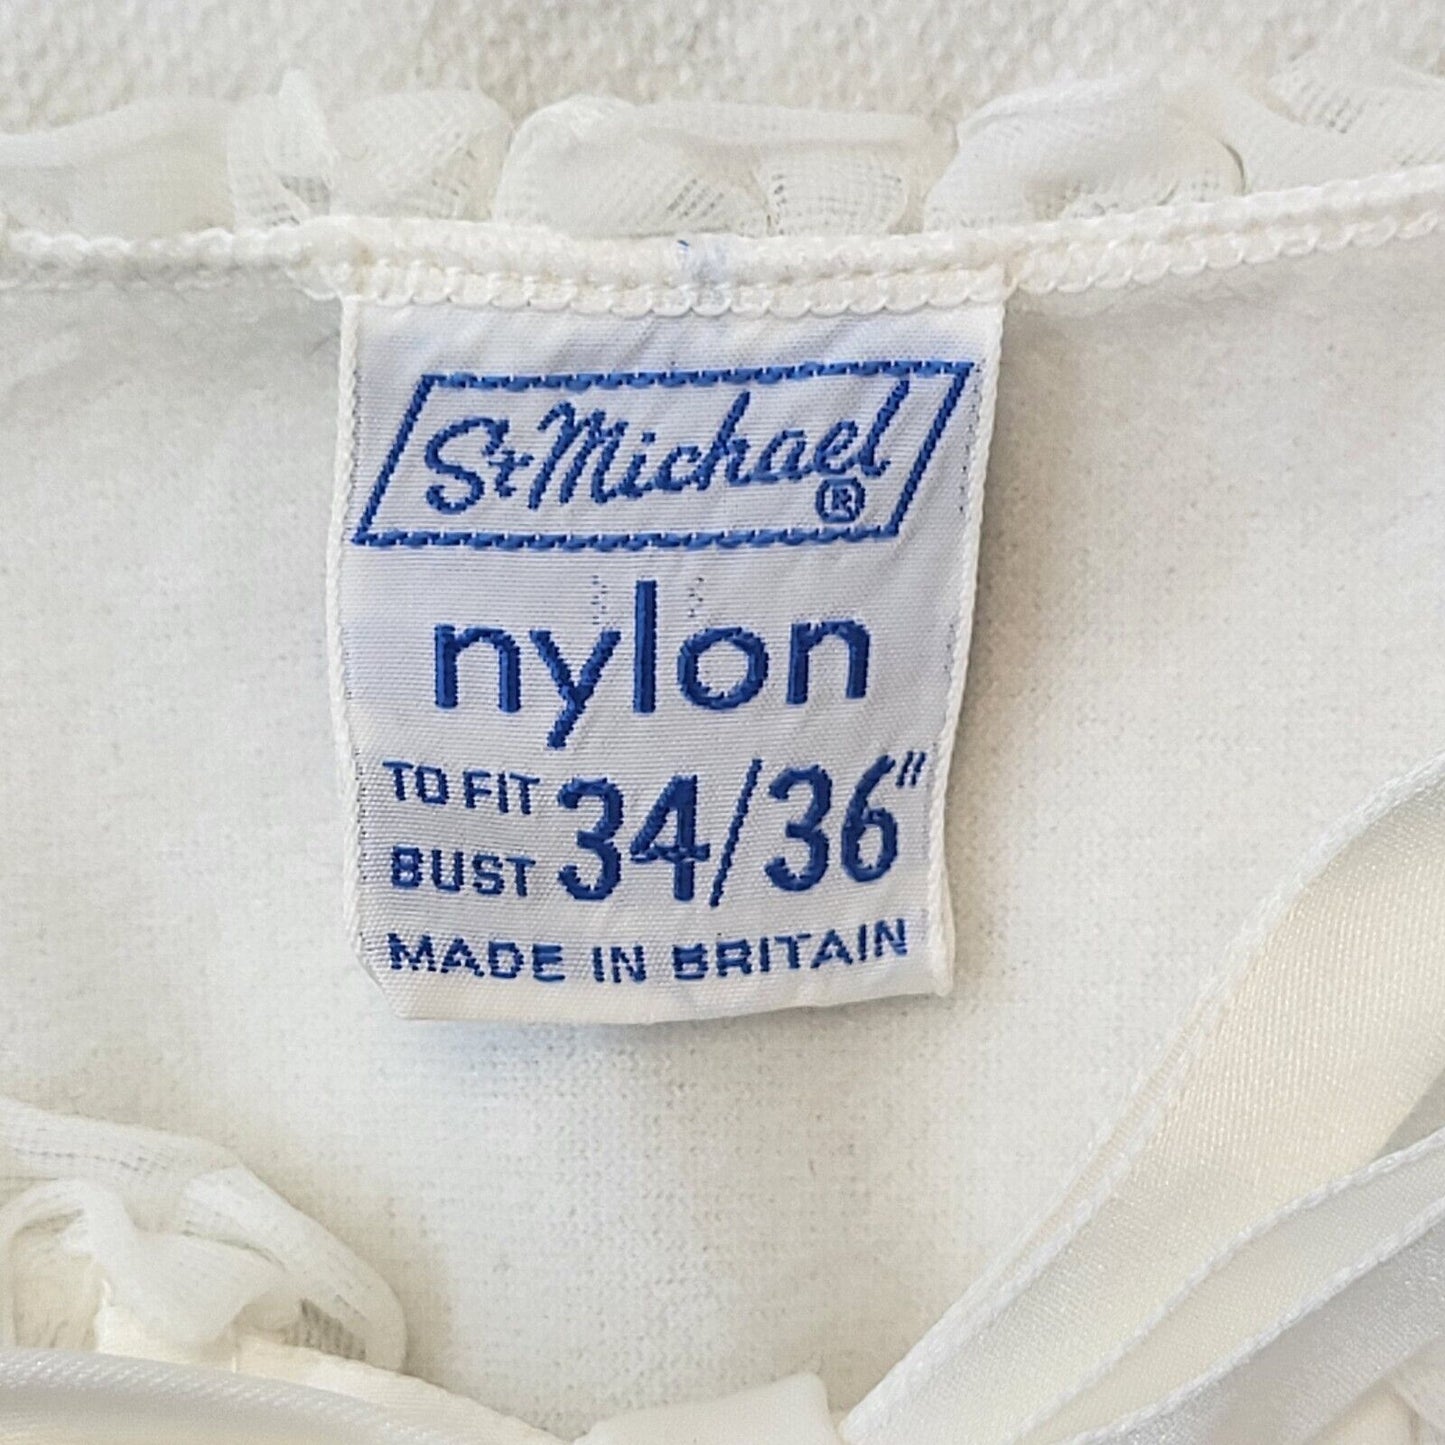 St Michael ®
nylon
TO FIT BUST 34/36"
MADE IN BRITAIN